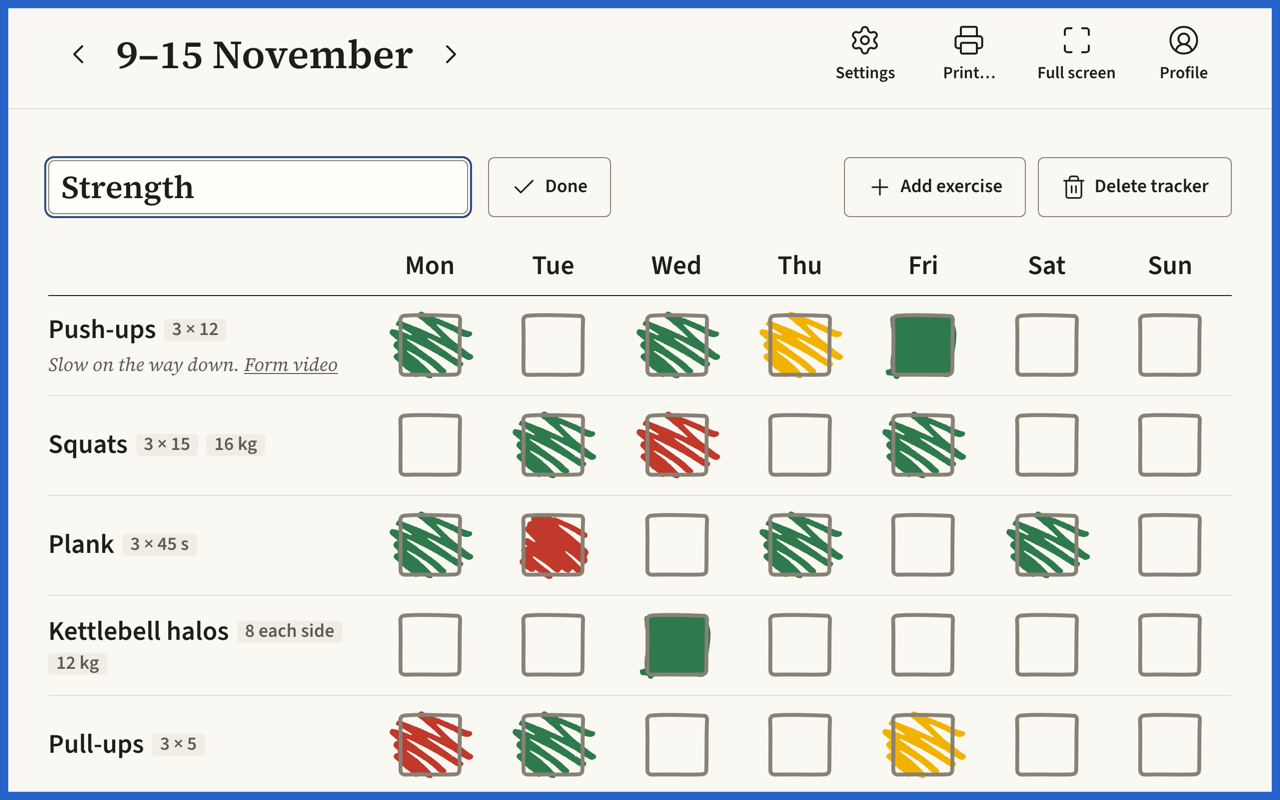 9–15 November
Settings
Print…
Full screen
Profile
Strength
Done
Add exercise
Delete tracker
Mon Tue Wed Thu Fri Sat Sun
Push-ups 3 × 12
Slow on the way down. Form video
Squats 3 × 15 16 kg
Plank 3 × 45 s
Kettlebell halos 8 each side
12 kg
Pull-ups 3 × 5